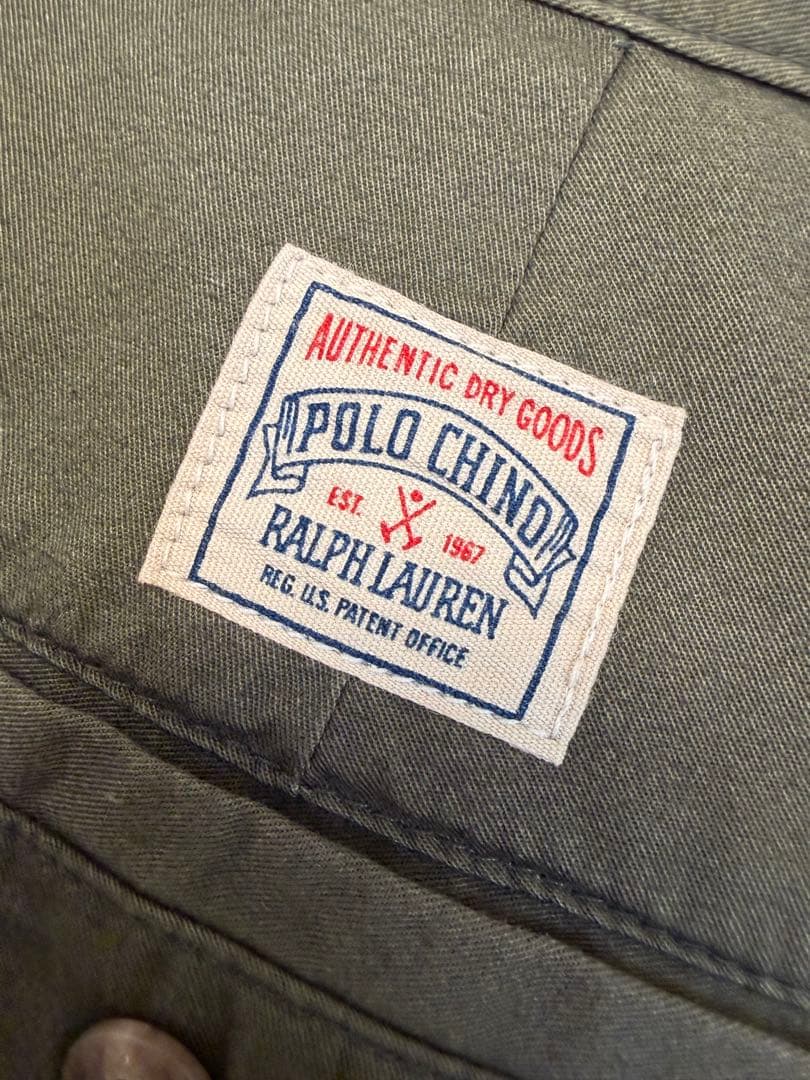 AUTHENTIC DRY GOODS
POLO CHINO
EST. 1967
RALPH LAUREN
REG. U.S. PATENT OFFICE